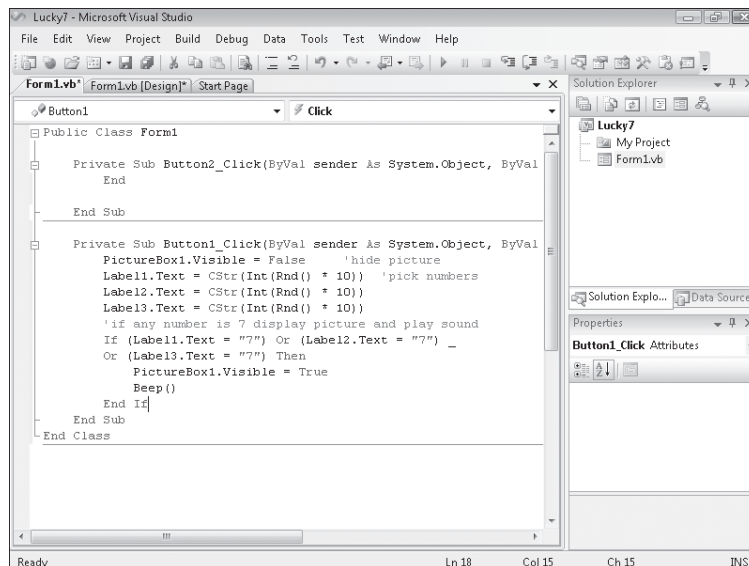 Lucky7 - Microsoft Visual Studio
File Edit View Project Build Debug Data Tools Test Window Help
Form1.vb* Form1.vb [Design]* Start Page
Button1 Click
Public Class Form1
Private Sub Button2_Click(ByVal sender As System.Object, ByVal
End
End Sub
Private Sub Button1_Click(ByVal sender As System.Object, ByVal
PictureBox1.Visible = False 'hide picture
Label1.Text = CStr(Int(Rnd() * 10)) 'pick numbers
Label2.Text = CStr(Int(Rnd() * 10))
Label3.Text = CStr(Int(Rnd() * 10))
'if any number is 7 display picture and play sound
If (Label1.Text = "7") Or (Label2.Text = "7") _
Or (Label3.Text = "7") Then
PictureBox1.Visible = True
Beep()
End If
End Sub
End Class
Solution Explorer
Lucky7
My Project
Form1.vb
Solution Explo... Data Source
Properties
Button1_Click Attributes
Ready Ln 18 Col 15 Ch 15 INS